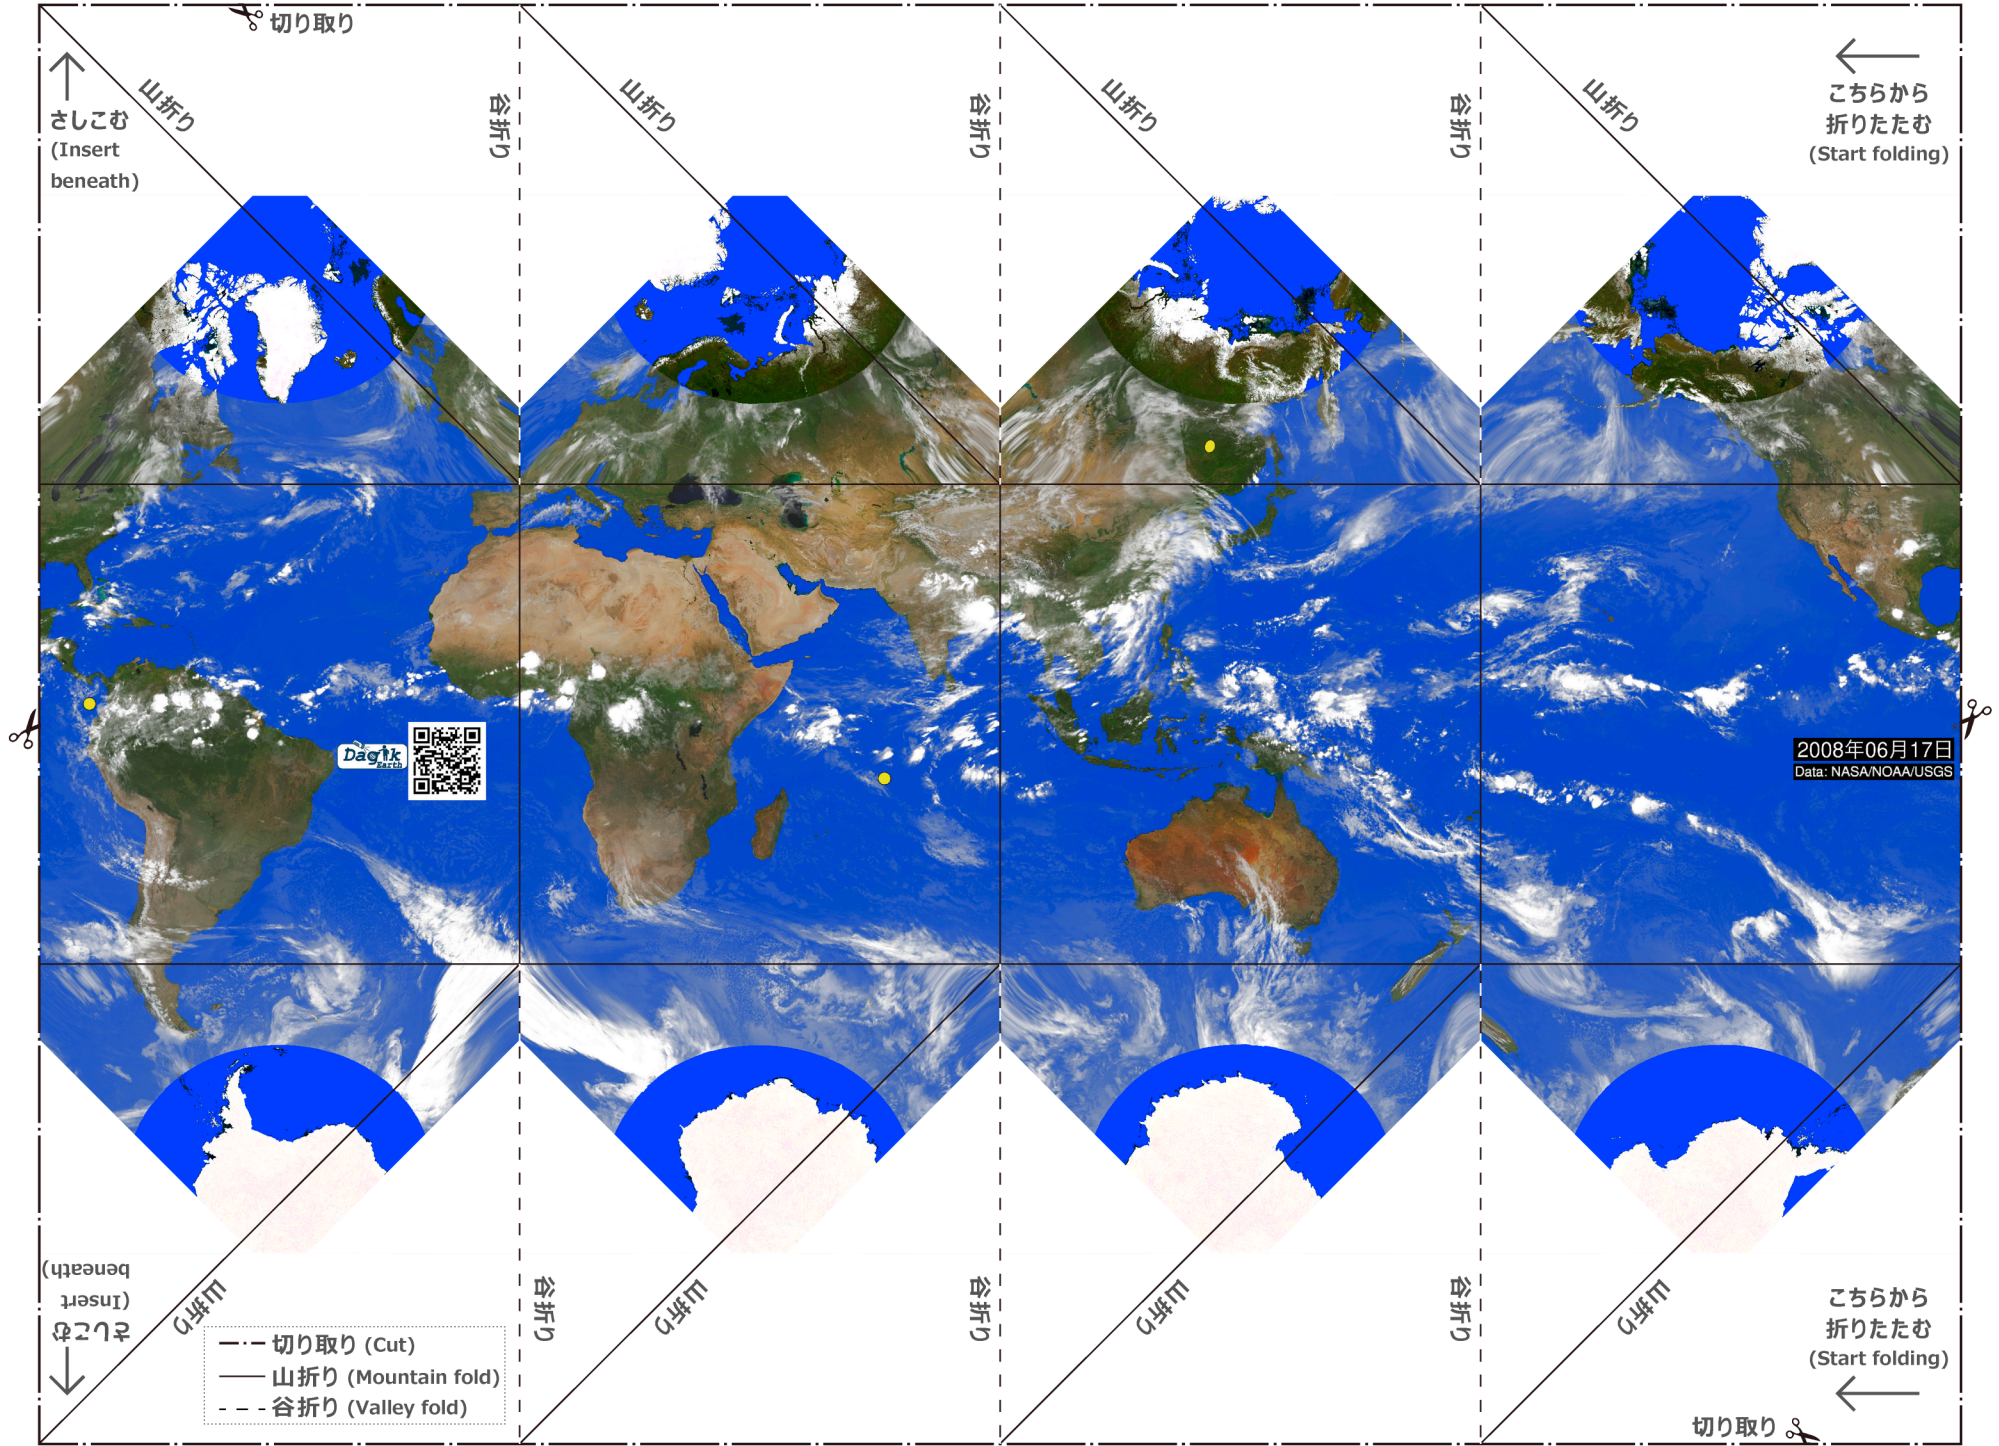 切り取り
山折り
谷折り
山折り
谷折り
山折り
谷折り
山折り
さしこむ
(Insert
beneath)
こちらから
折りたたむ
(Start folding)
Dagik
Earth
2008年06月17日
Data: NASA/NOAA/USGS
さしこむ
(Insert
beneath)
山折り
谷折り
山折り
谷折り
山折り
谷折り
山折り
こちらから
折りたたむ
(Start folding)
切り取り (Cut)
山折り (Mountain fold)
谷折り (Valley fold)
切り取り